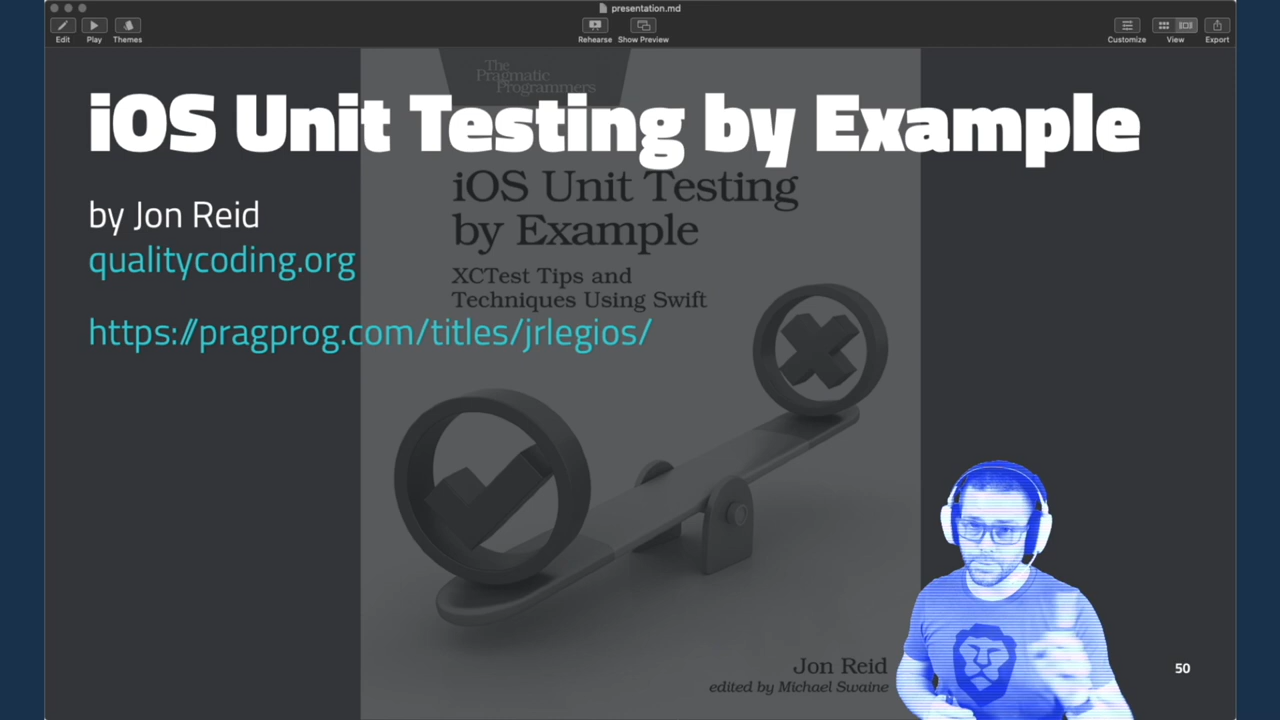 presentation.md
Edit
Play
Themes
Rehearse
Show Preview
Customize
View
Export
The
Pragmatic
Programmers
iOS Unit Testing by Example
iOS Unit Testing
by Example
by Jon Reid
qualitycoding.org
XCTest Tips and
Techniques Using Swift
https://pragprog.com/titles/jrlegios/
Jon Reid
edited by Michael Swaine
50